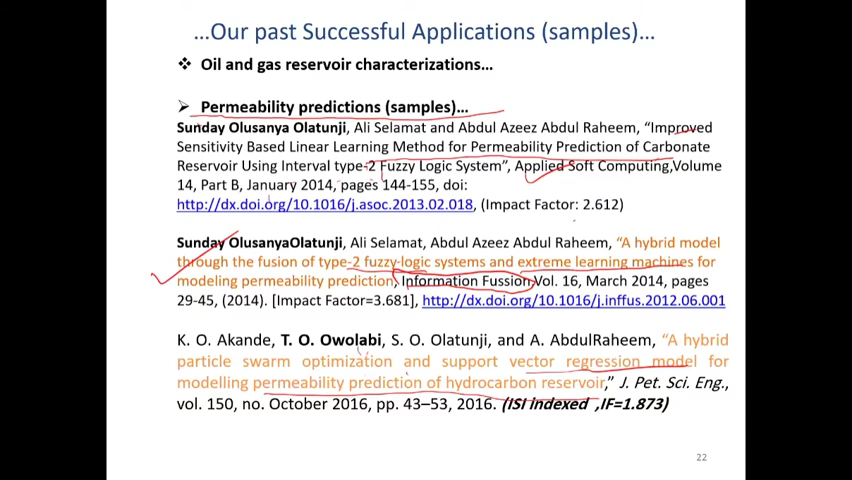 ...Our past Successful Applications (samples)...
❖ Oil and gas reservoir characterizations...
➢ Permeability predictions (samples)...
Sunday Olusanya Olatunji, Ali Selamat and Abdul Azeez Abdul Raheem, “Improved
Sensitivity Based Linear Learning Method for Permeability Prediction of Carbonate
Reservoir Using Interval type-2 Fuzzy Logic System”, Applied Soft Computing,Volume
14, Part B, January 2014, pages 144-155, doi:
http://dx.doi.org/10.1016/j.asoc.2013.02.018, (Impact Factor: 2.612)
Sunday OlusanyaOlatunji, Ali Selamat, Abdul Azeez Abdul Raheem, “A hybrid model
through the fusion of type-2 fuzzy-logic systems and extreme learning machines for
modeling permeability prediction, Information Fussion,Vol. 16, March 2014, pages
29-45, (2014). [Impact Factor=3.681], http://dx.doi.org/10.1016/j.inffus.2012.06.001
K. O. Akande, T. O. Owolabi, S. O. Olatunji, and A. AbdulRaheem, “A hybrid
particle swarm optimization and support vector regression model for
modelling permeability prediction of hydrocarbon reservoir,” J. Pet. Sci. Eng.,
vol. 150, no. October 2016, pp. 43–53, 2016. (ISI indexed ,IF=1.873)
22